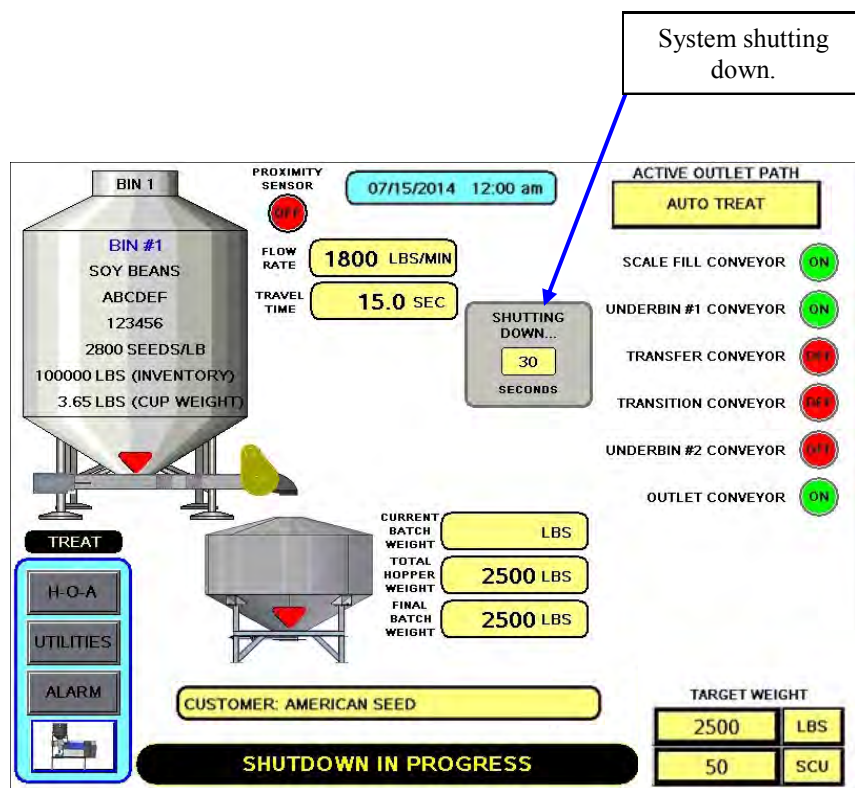 System shutting
down.
BIN 1
PROXIMITY
SENSOR
OFF
07/15/2014 12:00 am
ACTIVE OUTLET PATH
AUTO TREAT
BIN #1
SOY BEANS
ABCDEF
123456
2800 SEEDS/LB
100000 LBS (INVENTORY)
3.65 LBS (CUP WEIGHT)
FLOW
RATE
1800 LBS/MIN
TRAVEL
TIME
15.0 SEC
SHUTTING
DOWN...
30
SECONDS
SCALE FILL CONVEYOR ON
UNDERBIN #1 CONVEYOR ON
TRANSFER CONVEYOR OFF
TRANSITION CONVEYOR OFF
UNDERBIN #2 CONVEYOR OFF
OUTLET CONVEYOR ON
TREAT
H-O-A
UTILITIES
ALARM
CURRENT
BATCH
WEIGHT
LBS
TOTAL
HOPPER
WEIGHT
2500 LBS
FINAL
BATCH
WEIGHT
2500 LBS
CUSTOMER: AMERICAN SEED
SHUTDOWN IN PROGRESS
TARGET WEIGHT
2500 LBS
50 SCU